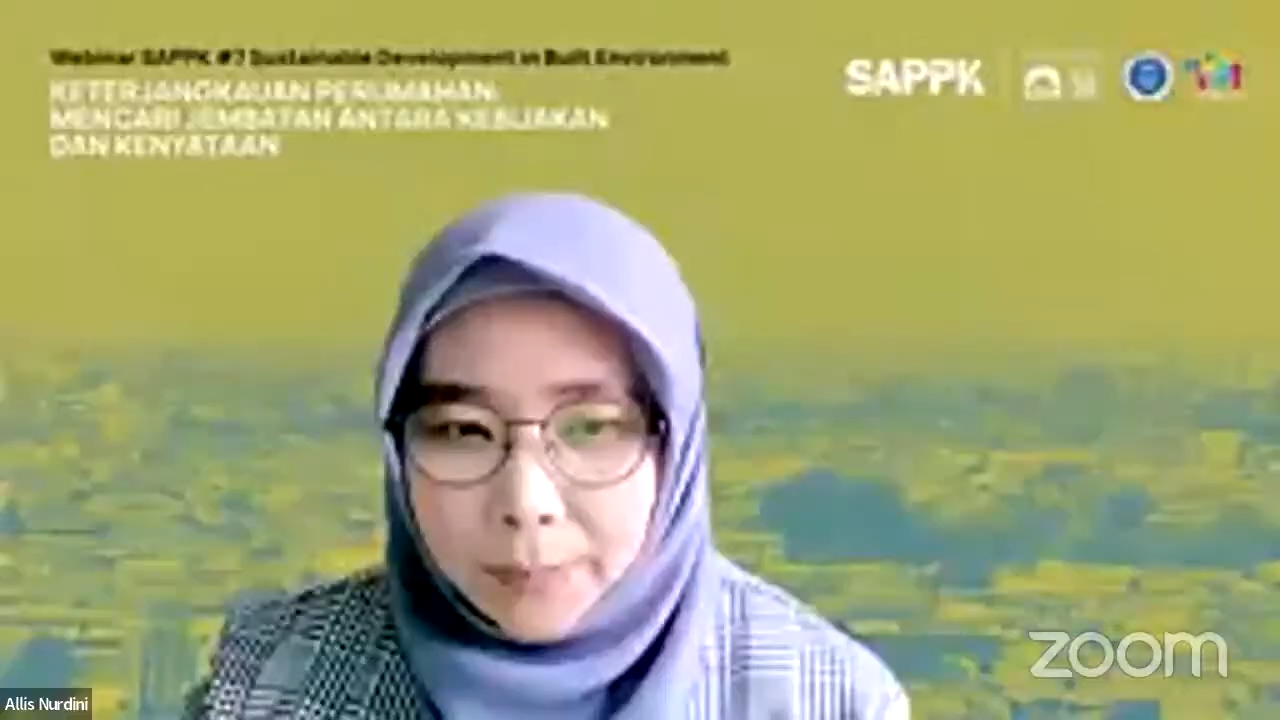 Webinar SAPPK #7 Sustainable Development in Built Environment
KETERJANGKAUAN PERUMAHAN:
MENCARI JEMBATAN ANTARA KEBIJAKAN
DAN KENYATAAN
SAPPK
zoom
Allis Nurdini